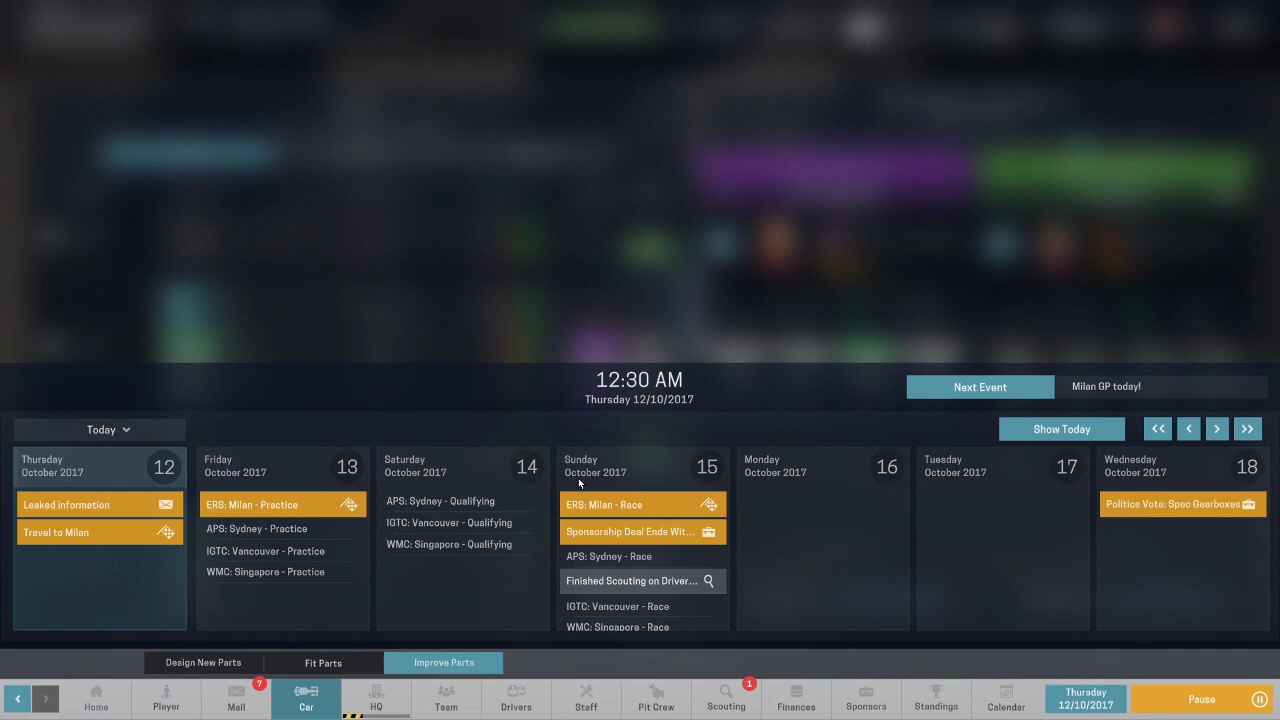 12:30 AM
Thursday 12/10/2017
Next Event
Milan GP today!
Today
Show Today
Thursday
October 2017
12
Leaked information
Travel to Milan
Friday
October 2017
13
ERS: Milan - Practice
APS: Sydney - Practice
IGTC: Vancouver - Practice
WMC: Singapore - Practice
Saturday
October 2017
14
APS: Sydney - Qualifying
IGTC: Vancouver - Qualifying
WMC: Singapore - Qualifying
Sunday
October 2017
15
ERS: Milan - Race
Sponsorship Deal Ends Wit...
APS: Sydney - Race
Finished Scouting on Driver...
IGTC: Vancouver - Race
WMC: Singapore - Race
Monday
October 2017
16
Tuesday
October 2017
17
Wednesday
October 2017
18
Politics Vote: Spec Gearboxes
Design New Parts
Fit Parts
Improve Parts
Home
Player
7
Mail
Car
HQ
Team
Drivers
Staff
Pit Crew
1
Scouting
Finances
Sponsors
Standings
Calendar
Thursday
12/10/2017
Pause